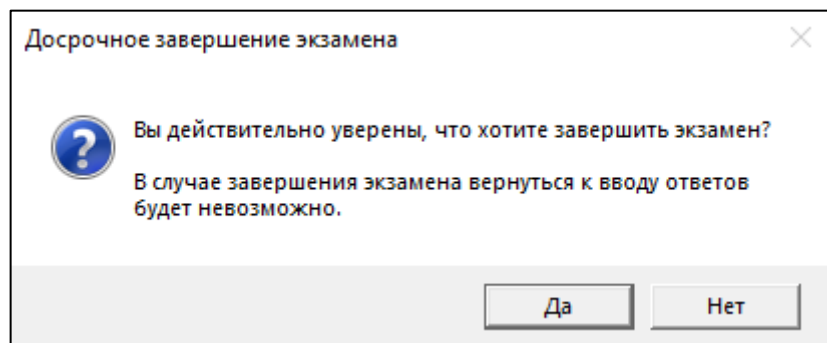 Досрочное завершение экзамена
Вы действительно уверены, что хотите завершить экзамен?
В случае завершения экзамена вернуться к вводу ответов
будет невозможно.
Да
Нет